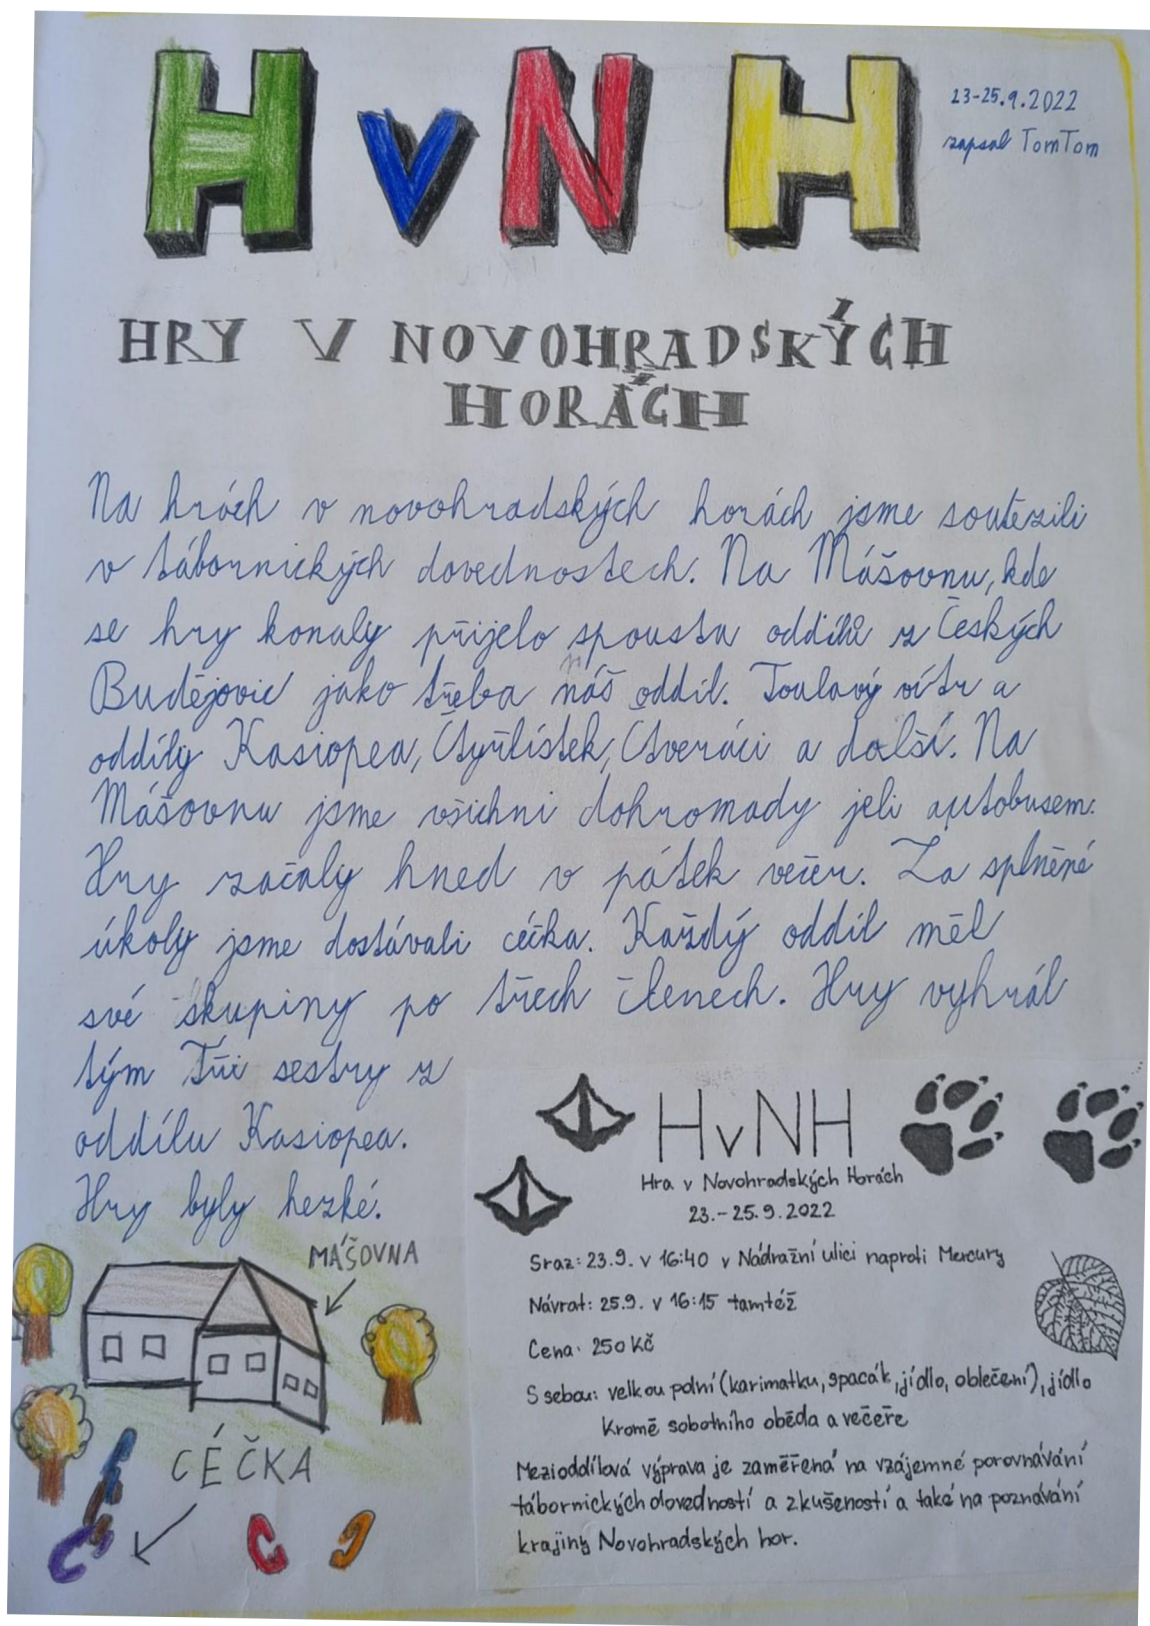 HvNH
23-25.9.2022
zapsal TomTom
HRY V NOVOHRADSKÝCH
HORÁCH
Na hrách v novohradských horách jsme soutěžili
v tábornických dovednostech. Na Mášovnu, kde
se hry konaly přijelo spousta oddílů z Českých
Budějovic jako třeba náš oddíl. Toulavý vítr a
oddíly Kasiopea, Čtyřlístek, Čtveráci a další. Na
Mášovnu jsme všichni dohromady jeli autobusem.
Hry začaly hned v pátek večer. Za splněné
úkoly jsme dostávali céčka. Každý oddíl měl
své skupiny po třech členech. Hry vyhrál
tým Tři sestry z
oddílu Kasiopea.
Hry byly hezké.
MÁŠOVNA
CÉČKA
HvNH
Hra v Novohradských Horách
23.-25.9.2022
Sraz: 23.9. v 16:40 v Nádražní ulici naproti Mercury
Návrat: 25.9. v 16:15 tamtéž
Cena: 250 Kč
S sebou: velkou polní (karimatku, spacák, jídlo, oblečení), jídlo
Kromě sobotního oběda a večeře
Mezioddílová výprava je zaměřená na vzájemné porovnávání
tábornických dovedností a zkušeností a také na poznávání
krajiny Novohradských hor.